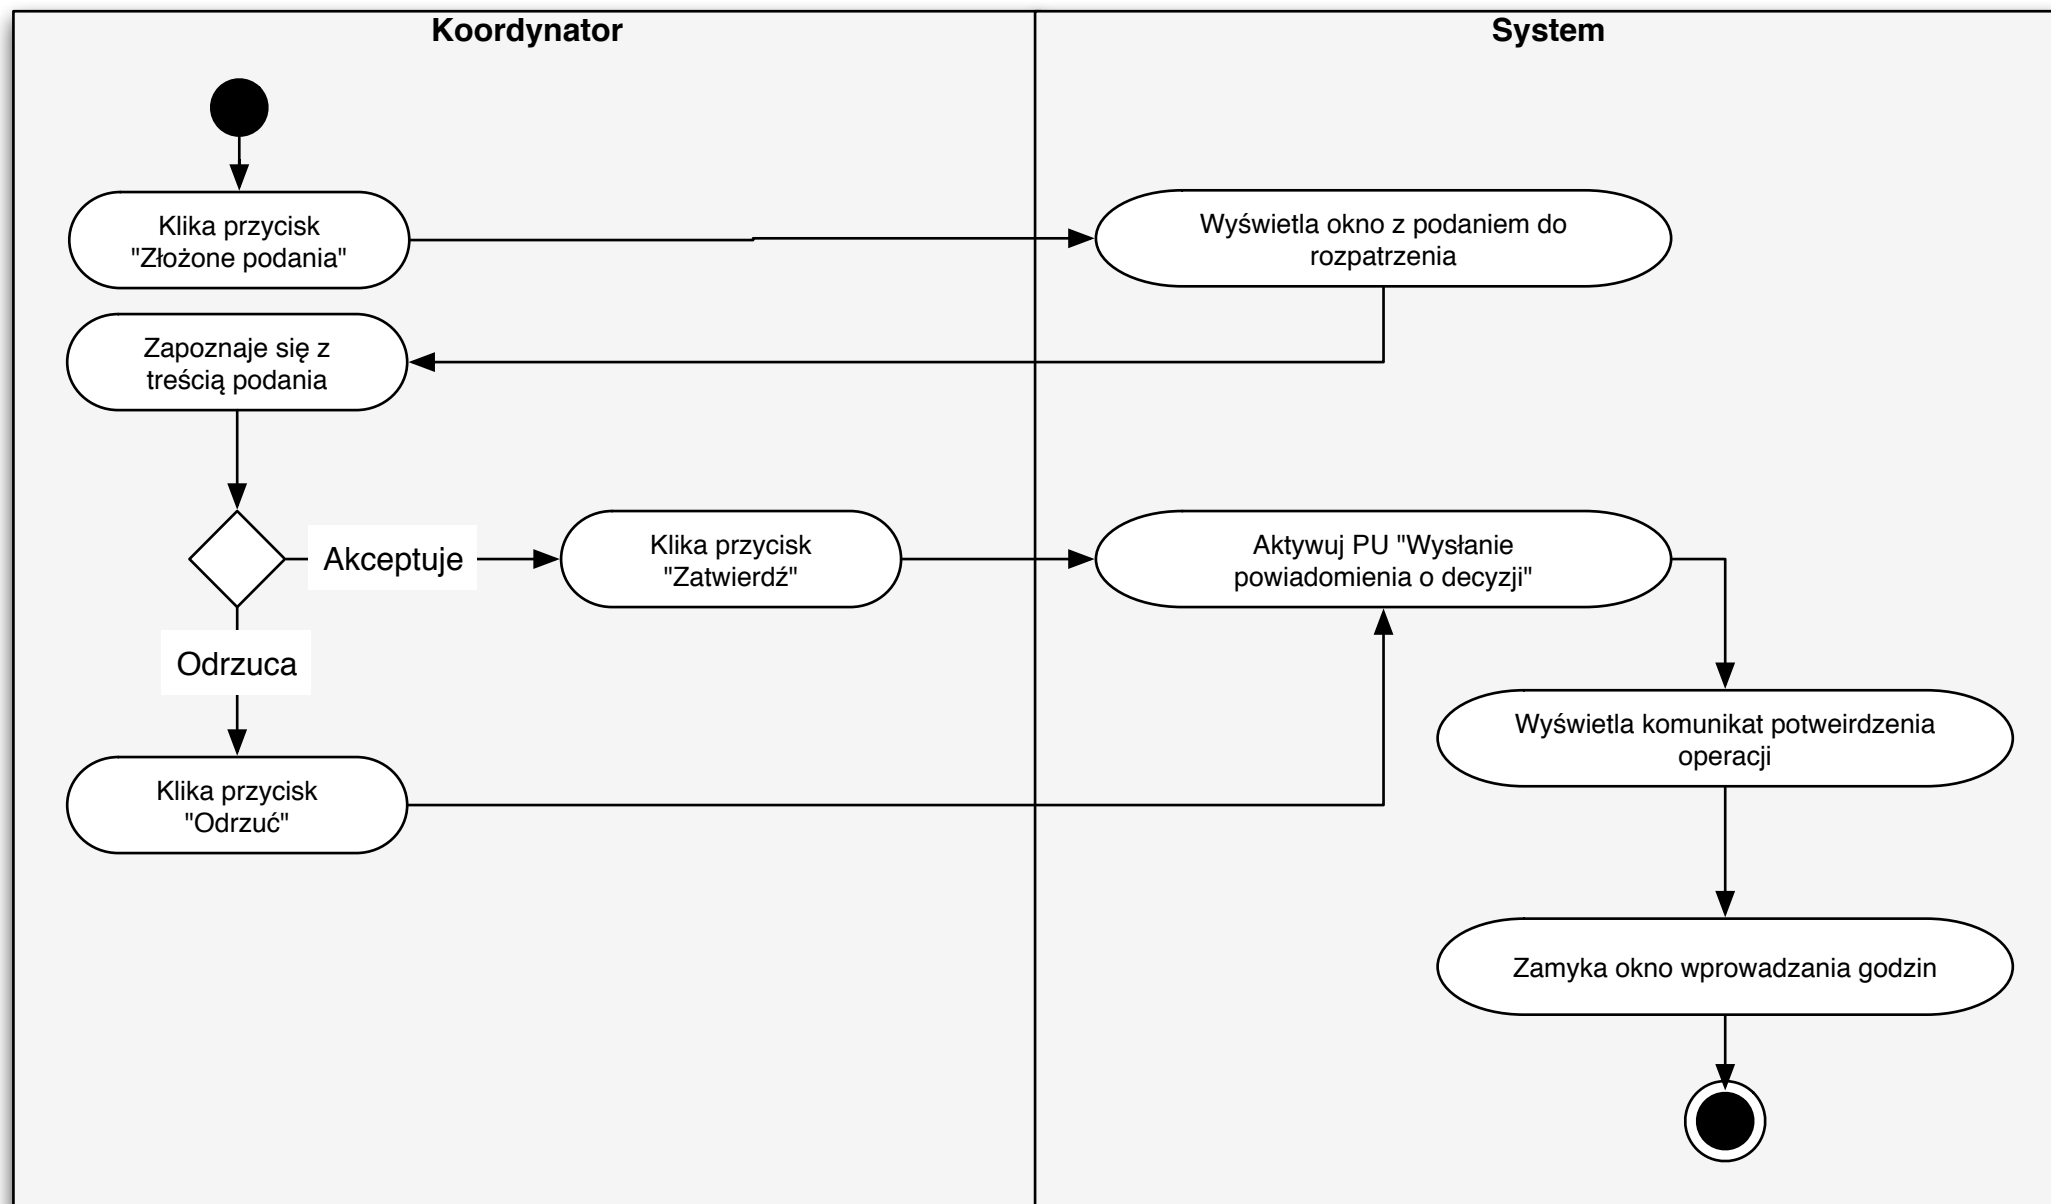 Koordynator
System
Klika przycisk
"Złożone podania"
Wyświetla okno z podaniem do
rozpatrzenia
Zapoznaje się z
treścią podania
Akceptuje
Klika przycisk
"Zatwierdź"
Aktywuj PU "Wysłanie
powiadomienia o decyzji"
Odrzuca
Wyświetla komunikat potweirdzenia
operacji
Klika przycisk
"Odrzuć"
Zamyka okno wprowadzania godzin